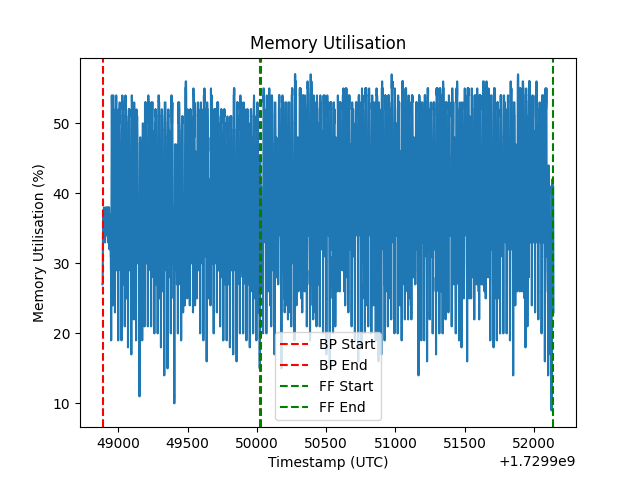 Memory Utilisation
Memory Utilisation (%)
50
40
30
20
10
BP Start
BP End
FF Start
FF End
49000 49500 50000 50500 51000 51500 52000
Timestamp (UTC)
+1.7299e9